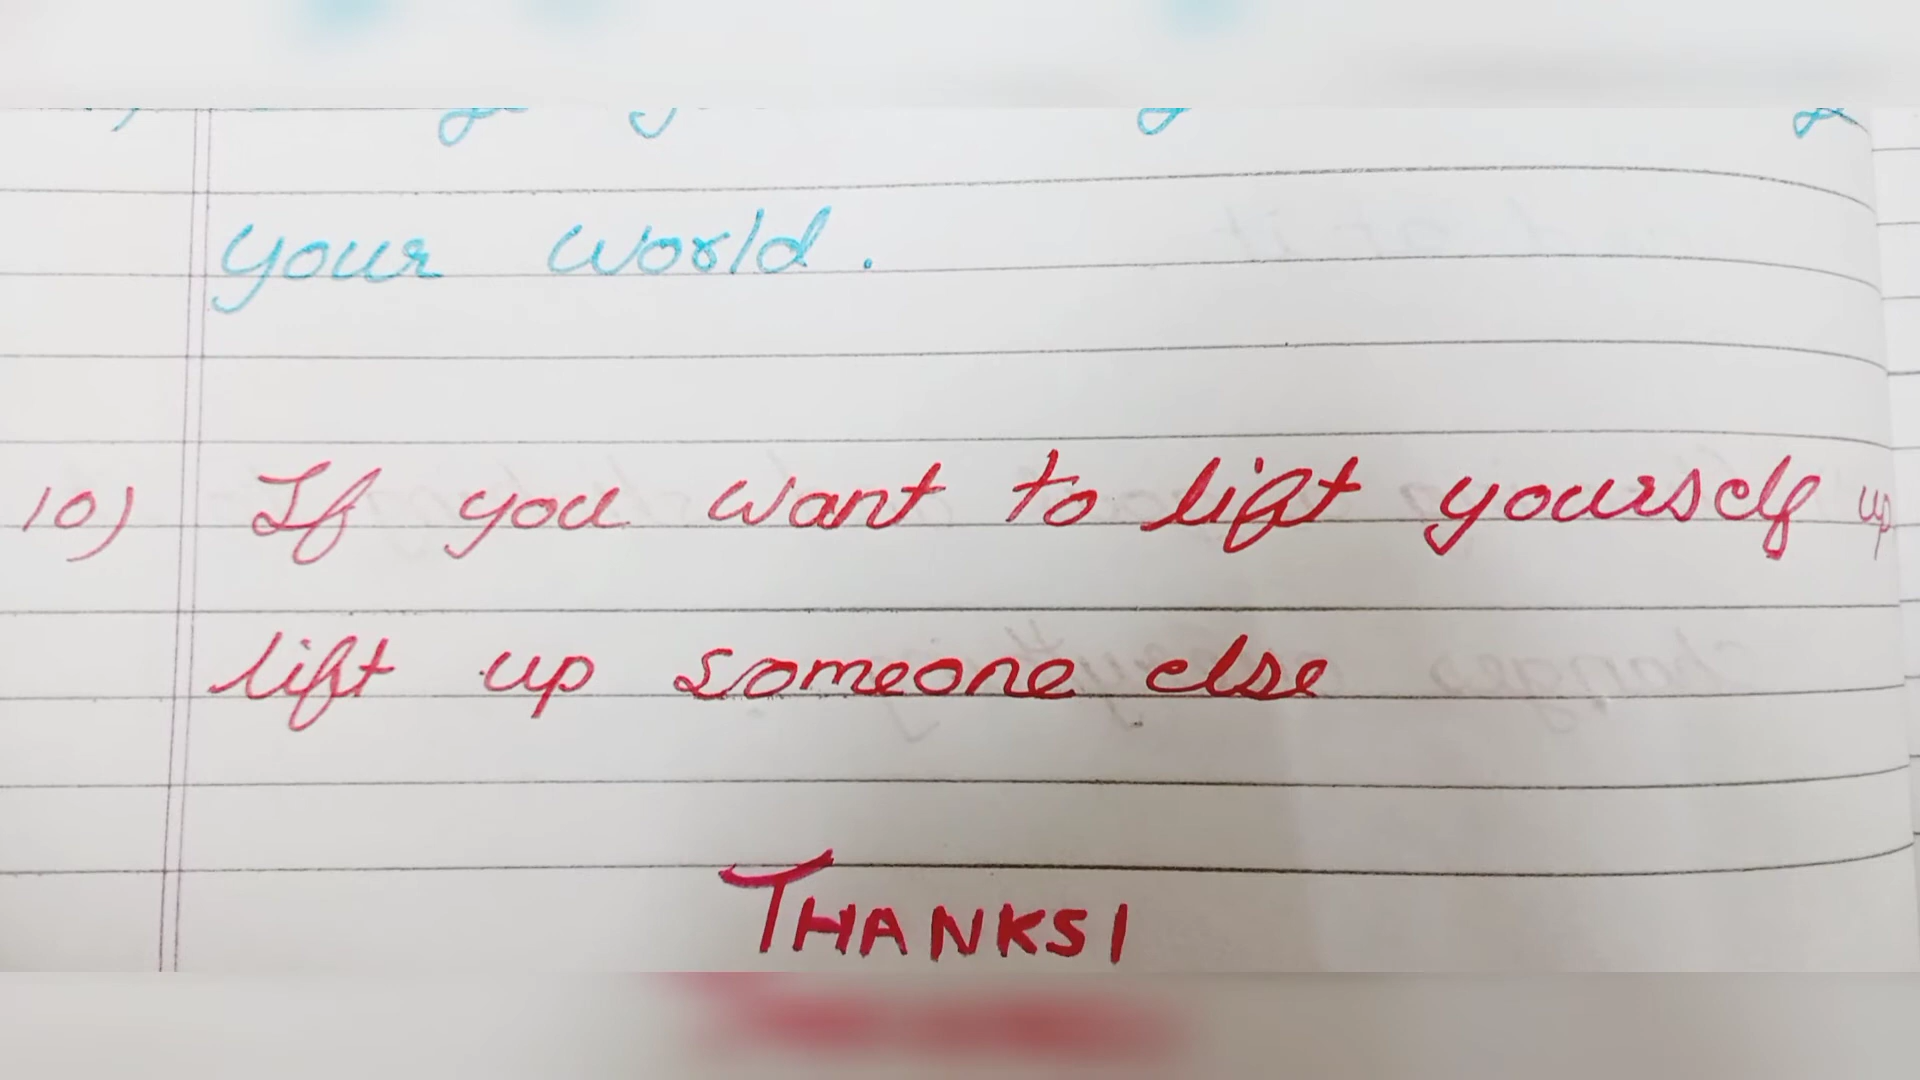 your world.
10) If you want to lift yourself up
lift up someone else
THANKS!